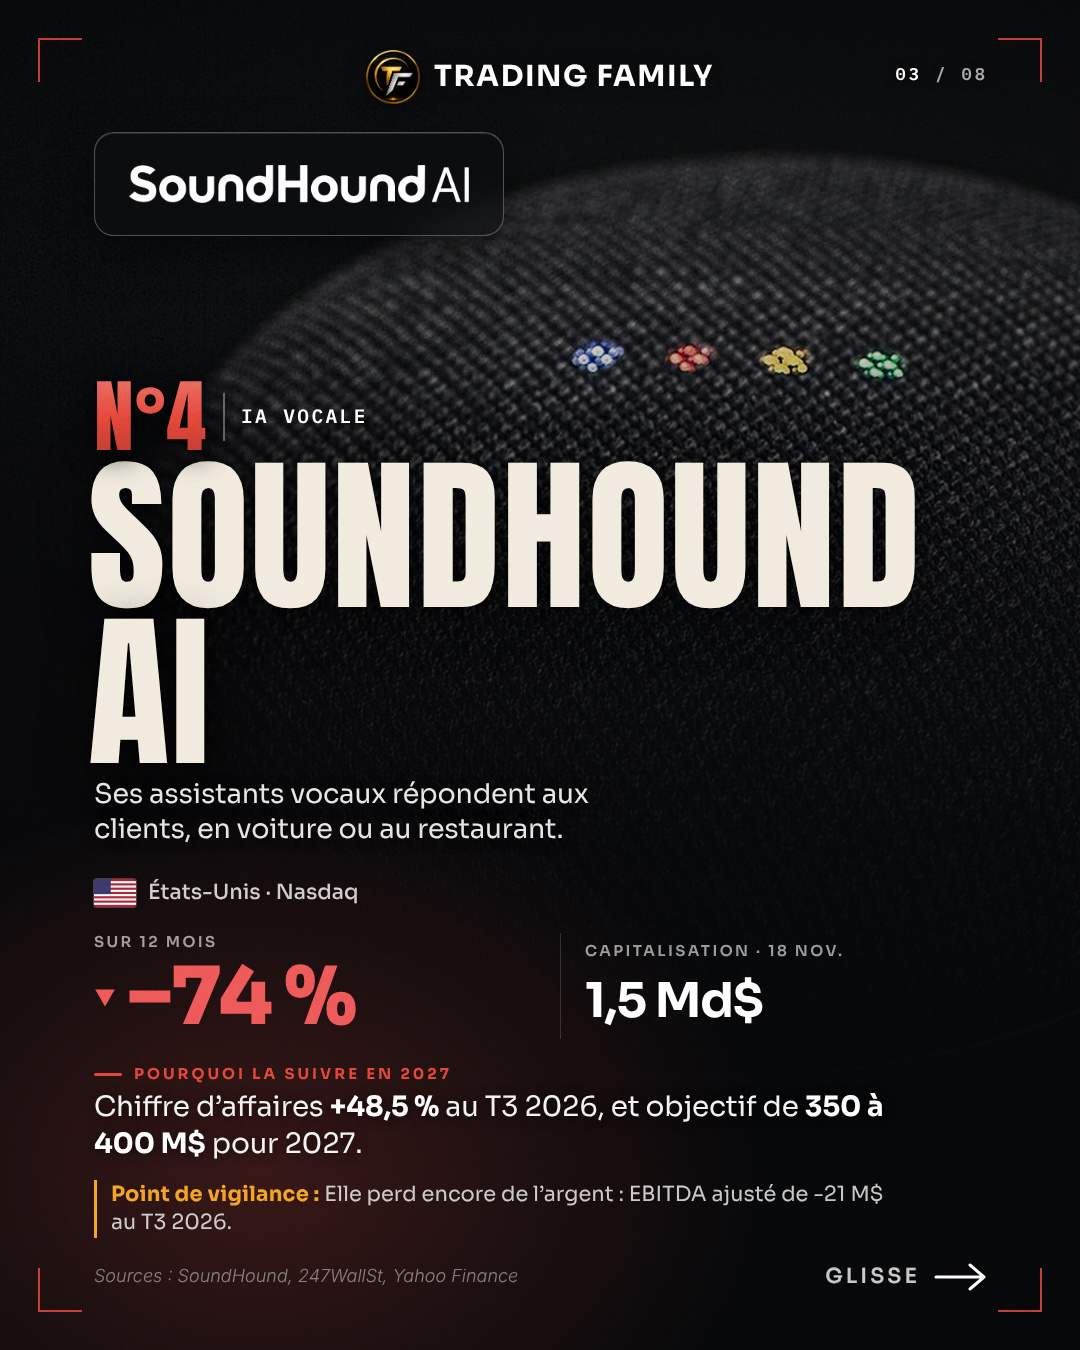 TRADING FAMILY
03 / 08
SoundHound AI
N°4
IA VOCALE
SOUNDHOUND
AI
Ses assistants vocaux répondent aux
clients, en voiture ou au restaurant.
États-Unis · Nasdaq
SUR 12 MOIS
▼ −74 %
CAPITALISATION · 18 NOV.
1,5 Md$
POURQUOI LA SUIVRE EN 2027
Chiffre d’affaires +48,5 % au T3 2026, et objectif de 350 à
400 M$ pour 2027.
Point de vigilance : Elle perd encore de l’argent : EBITDA ajusté de -21 M$
au T3 2026.
Sources : SoundHound, 247WallSt, Yahoo Finance
GLISSE →